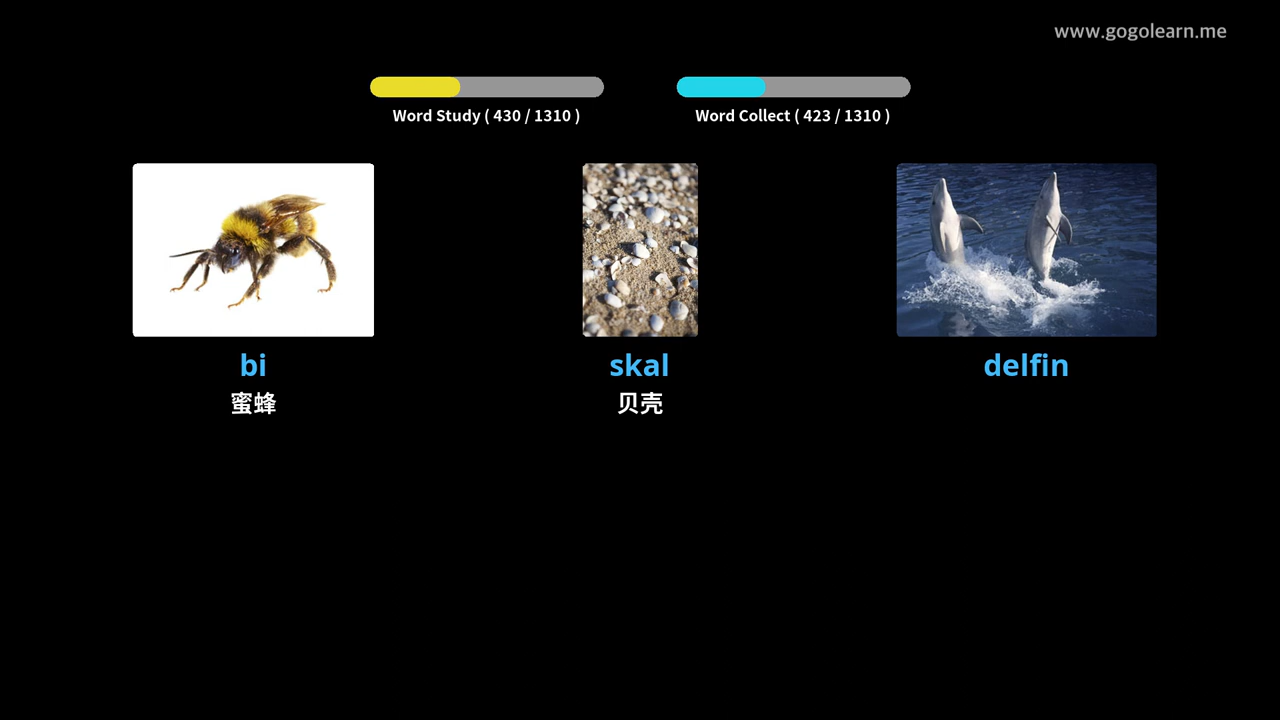 www.gogolearn.me
Word Study ( 430 / 1310 )
Word Collect ( 423 / 1310 )
bi
skal
delfin
蜜蜂
贝壳